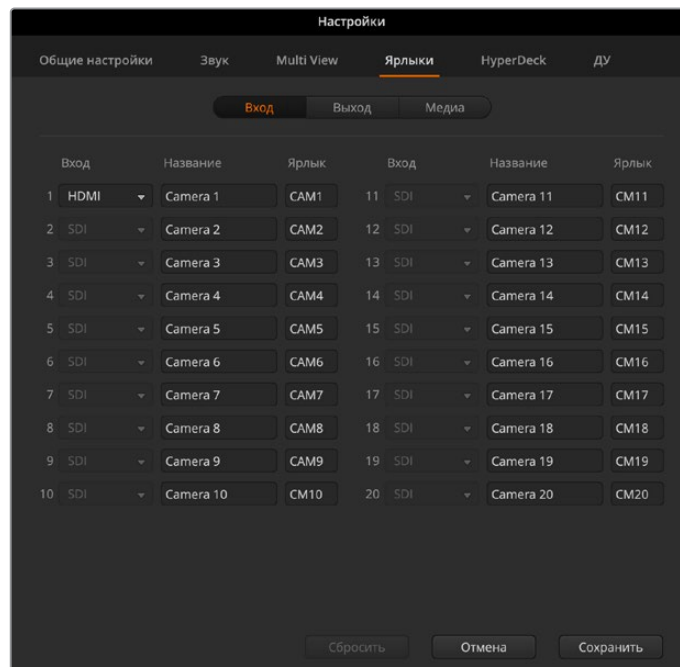 Настройки
Общие настройки Звук Multi View Ярлыки HyperDeck ДУ
Вход Выход Медиа
Вход Название Ярлык Вход Название Ярлык
1 HDMI Camera 1 CAM1 11 SDI Camera 11 CM11
2 SDI Camera 2 CAM2 12 SDI Camera 12 CM12
3 SDI Camera 3 CAM3 13 SDI Camera 13 CM13
4 SDI Camera 4 CAM4 14 SDI Camera 14 CM14
5 SDI Camera 5 CAM5 15 SDI Camera 15 CM15
6 SDI Camera 6 CAM6 16 SDI Camera 16 CM16
7 SDI Camera 7 CAM7 17 SDI Camera 17 CM17
8 SDI Camera 8 CAM8 18 SDI Camera 18 CM18
9 SDI Camera 9 CAM9 19 SDI Camera 19 CM19
10 SDI Camera 10 CM10 20 SDI Camera 20 CM20
Сбросить Отмена Сохранить